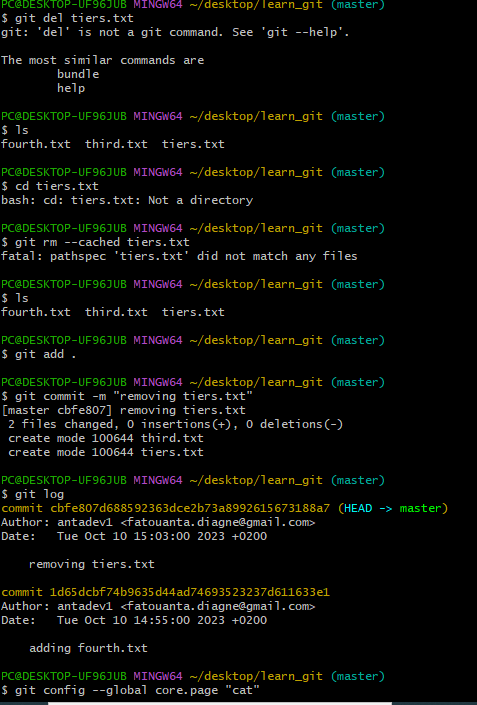 PC@DESKTOP-UF96JUB MINGW64 ~/desktop/learn_git (master)
$ git del tiers.txt
git: 'del' is not a git command. See 'git --help'.
The most similar commands are
bundle
help
PC@DESKTOP-UF96JUB MINGW64 ~/desktop/learn_git (master)
$ ls
fourth.txt  third.txt  tiers.txt
PC@DESKTOP-UF96JUB MINGW64 ~/desktop/learn_git (master)
$ cd tiers.txt
bash: cd: tiers.txt: Not a directory
PC@DESKTOP-UF96JUB MINGW64 ~/desktop/learn_git (master)
$ git rm --cached tiers.txt
fatal: pathspec 'tiers.txt' did not match any files
PC@DESKTOP-UF96JUB MINGW64 ~/desktop/learn_git (master)
$ ls
fourth.txt  third.txt  tiers.txt
PC@DESKTOP-UF96JUB MINGW64 ~/desktop/learn_git (master)
$ git add .
PC@DESKTOP-UF96JUB MINGW64 ~/desktop/learn_git (master)
$ git commit -m "removing tiers.txt"
[master cbfe807] removing tiers.txt
2 files changed, 0 insertions(+), 0 deletions(-)
create mode 100644 third.txt
create mode 100644 tiers.txt
PC@DESKTOP-UF96JUB MINGW64 ~/desktop/learn_git (master)
$ git log
commit cbfe807d688592363dce2b73a8992615673188a7 (HEAD -> master)
Author: antadev1 <fatouanta.diagne@gmail.com>
Date:   Tue Oct 10 15:03:00 2023 +0200
removing tiers.txt
commit 1d65dcbf74b9635d44ad74693523237d611633e1
Author: antadev1 <fatouanta.diagne@gmail.com>
Date:   Tue Oct 10 14:55:00 2023 +0200
adding fourth.txt
PC@DESKTOP-UF96JUB MINGW64 ~/desktop/learn_git (master)
$ git config --global core.page "cat"